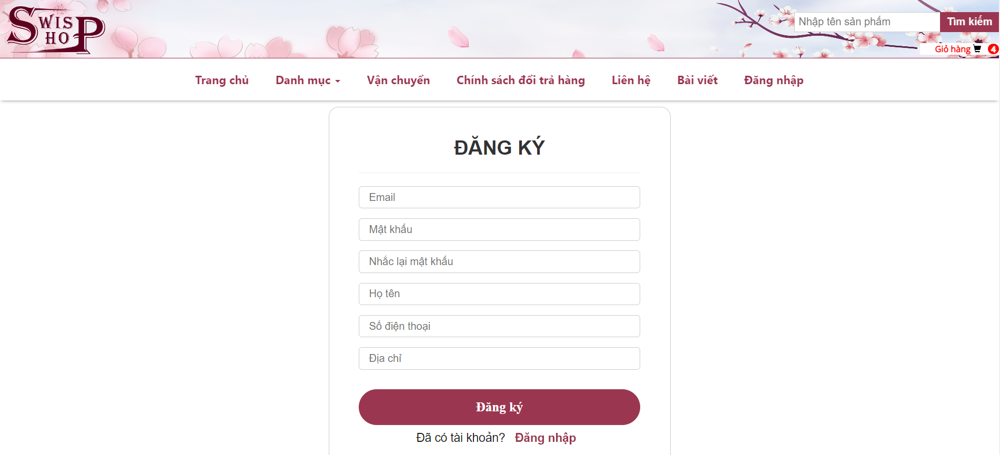 SWISHOP
Nhập tên sản phẩm
Tìm kiếm
Giỏ hàng 4
Trang chủ
Danh mục
Vận chuyển
Chính sách đổi trả hàng
Liên hệ
Bài viết
Đăng nhập
ĐĂNG KÝ
Email
Mật khẩu
Nhắc lại mật khẩu
Họ tên
Số điện thoại
Địa chỉ
Đăng ký
Đã có tài khoản? Đăng nhập